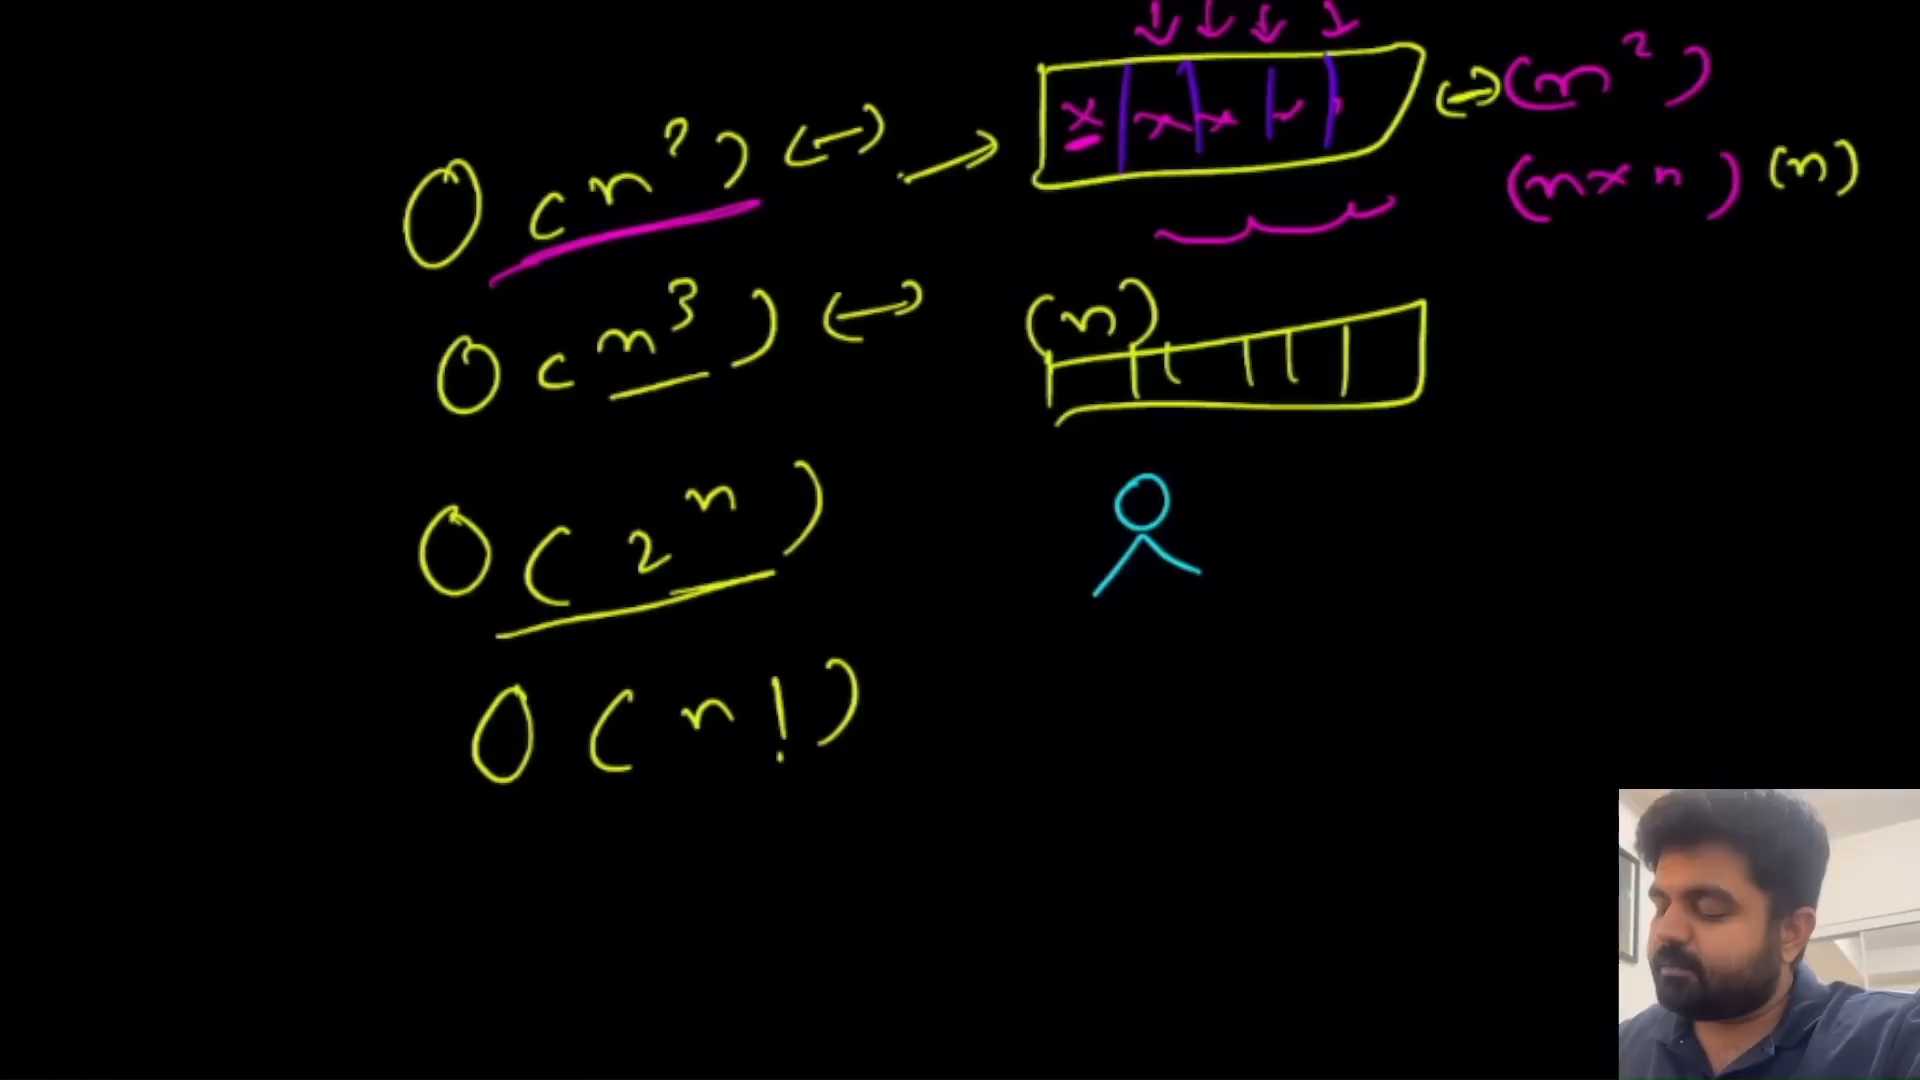 O(n²) ↔ → x | x x ↔ (n²)
(n × n) (n)
O(n³) ↔ (n)
O(2ⁿ)
O(n!)